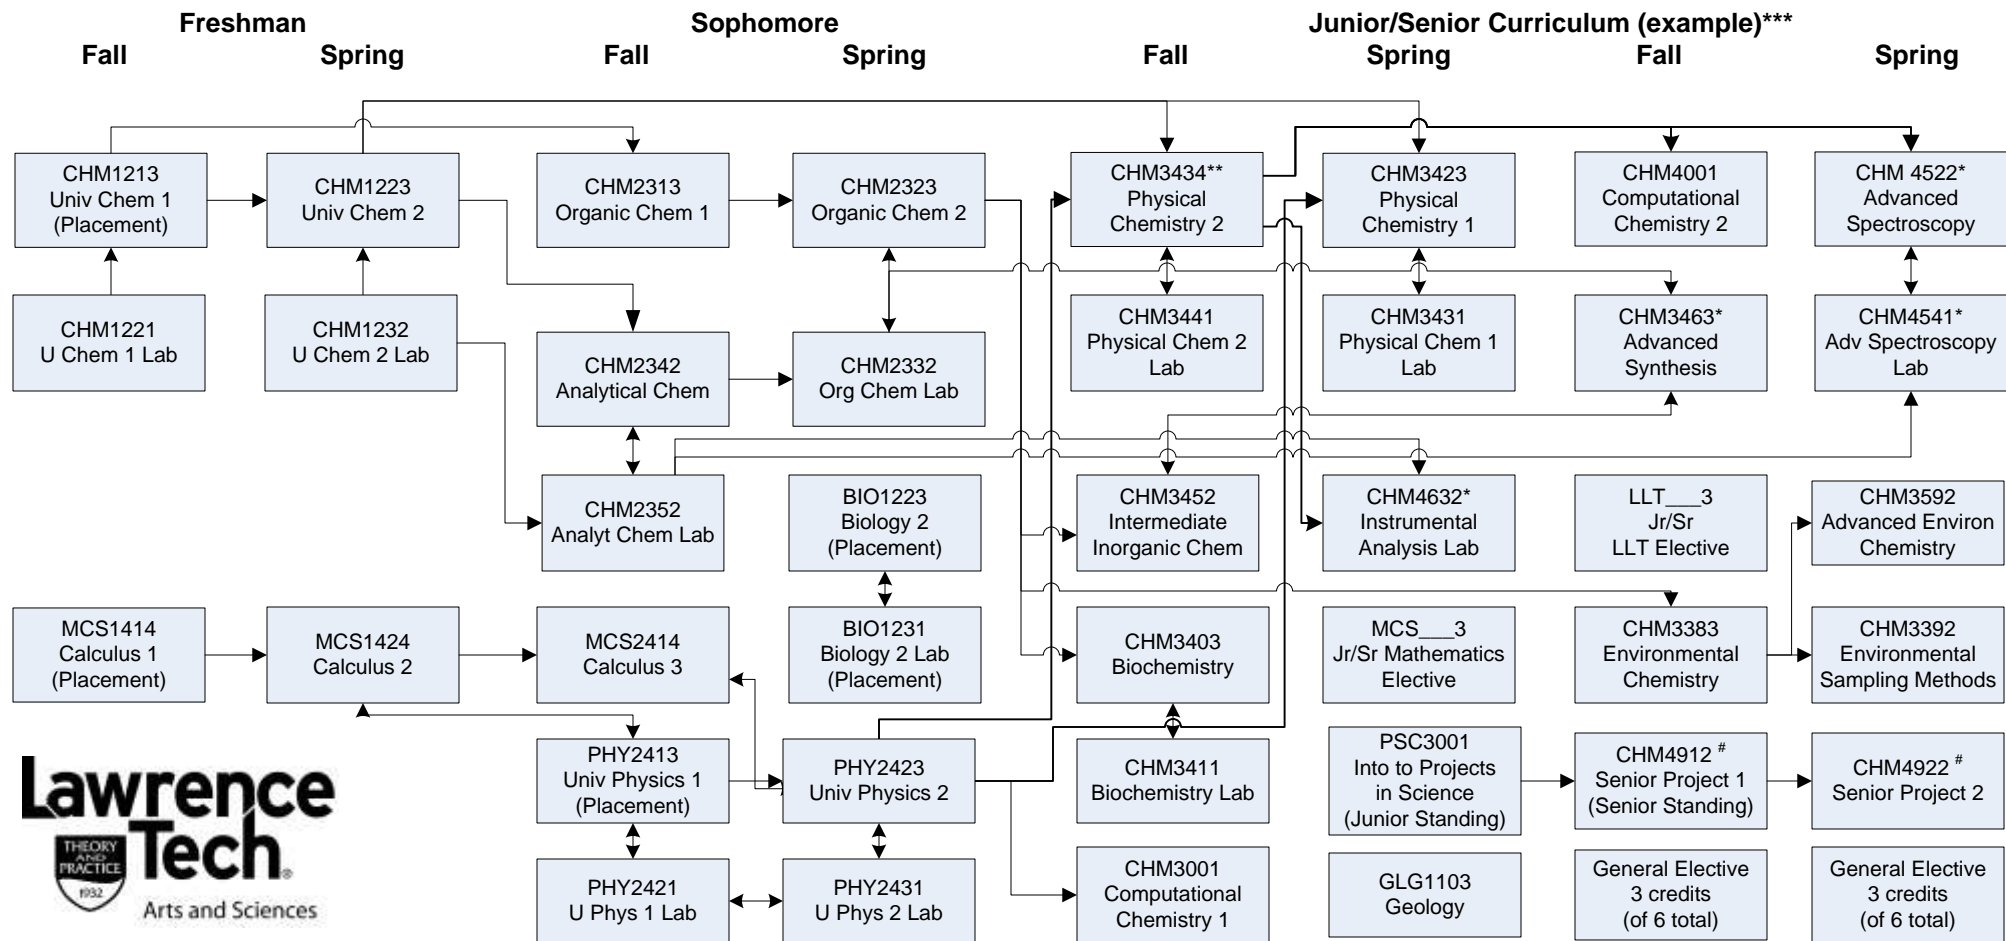 Freshman
Sophomore
Junior/Senior Curriculum (example)***
Fall
Spring
Fall
Spring
Fall
Spring
Fall
Spring
CHM1213
Univ Chem 1
(Placement)
CHM1223
Univ Chem 2
CHM2313
Organic Chem 1
CHM2323
Organic Chem 2
CHM3434**
Physical
Chemistry 2
CHM3423
Physical
Chemistry 1
CHM4001
Computational
Chemistry 2
CHM 4522*
Advanced
Spectroscopy
CHM1221
U Chem 1 Lab
CHM1232
U Chem 2 Lab
CHM2342
Analytical Chem
CHM2332
Org Chem Lab
CHM3441
Physical Chem 2
Lab
CHM3431
Physical Chem 1
Lab
CHM3463*
Advanced
Synthesis
CHM4541*
Adv Spectroscopy
Lab
CHM2352
Analyt Chem Lab
BIO1223
Biology 2
(Placement)
CHM3452
Intermediate
Inorganic Chem
CHM4632*
Instrumental
Analysis Lab
LLT___3
Jr/Sr
LLT Elective
CHM3592
Advanced Environ
Chemistry
MCS1414
Calculus 1
(Placement)
MCS1424
Calculus 2
MCS2414
Calculus 3
BIO1231
Biology 2 Lab
(Placement)
CHM3403
Biochemistry
MCS___3
Jr/Sr Mathematics
Elective
CHM3383
Environmental
Chemistry
CHM3392
Environmental
Sampling Methods
PHY2413
Univ Physics 1
(Placement)
PHY2423
Univ Physics 2
CHM3411
Biochemistry Lab
PSC3001
Into to Projects
in Science
(Junior Standing)
CHM4912 #
Senior Project 1
(Senior Standing)
CHM4922 #
Senior Project 2
PHY2421
U Phys 1 Lab
PHY2431
U Phys 2 Lab
CHM3001
Computational
Chemistry 1
GLG1103
Geology
General Elective
3 credits
(of 6 total)
General Elective
3 credits
(of 6 total)
Lawrence
Tech®
THEORY
AND
PRACTICE
1932
Arts and Sciences